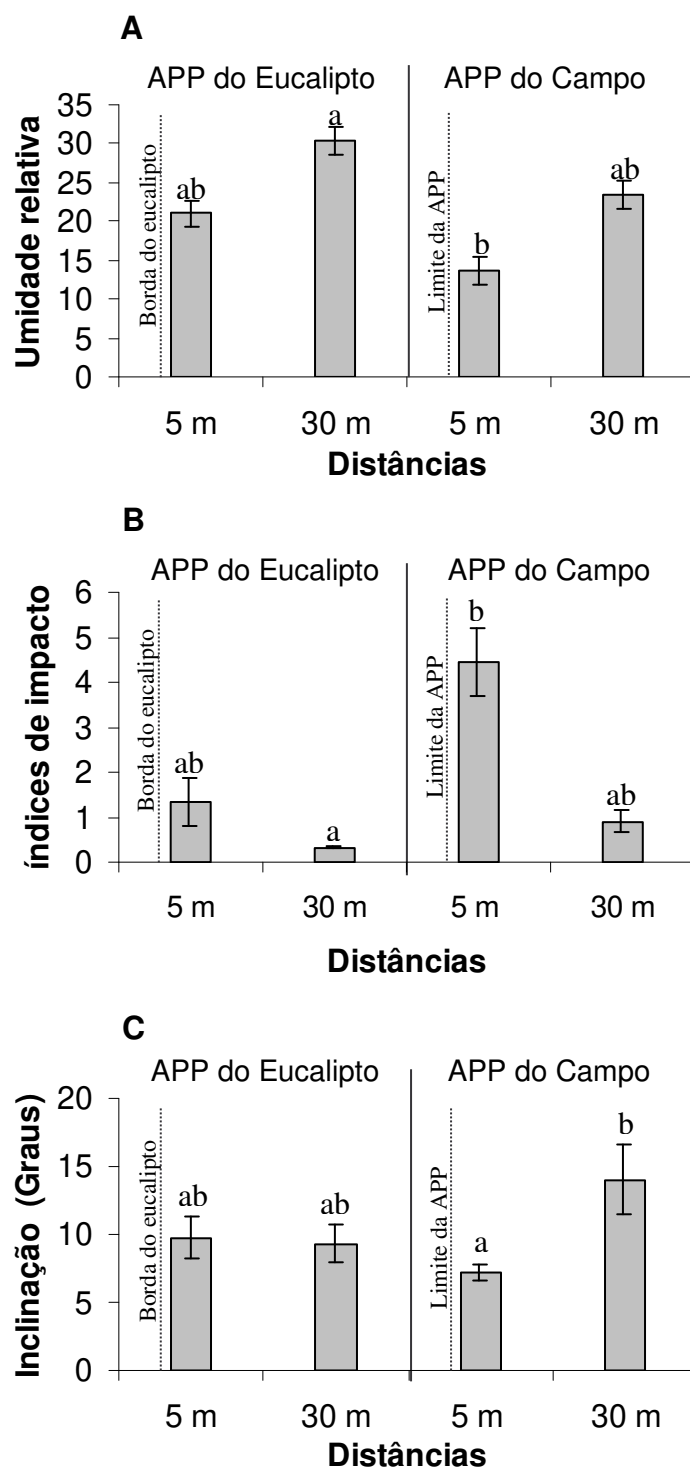 A
APP do Eucalipto
APP do Campo
Umidade relativa
35
30
25
20
15
10
5
0
Borda do eucalipto
ab
a
Limite da APP
b
ab
5 m
30 m
5 m
30 m
Distâncias
B
APP do Eucalipto
APP do Campo
índices de impacto
6
5
4
3
2
1
0
Borda do eucalipto
ab
a
Limite da APP
b
ab
5 m
30 m
5 m
30 m
Distâncias
C
APP do Eucalipto
APP do Campo
Inclinação (Graus)
20
15
10
5
0
Borda do eucalipto
ab
ab
Limite da APP
a
b
5 m
30 m
5 m
30 m
Distâncias